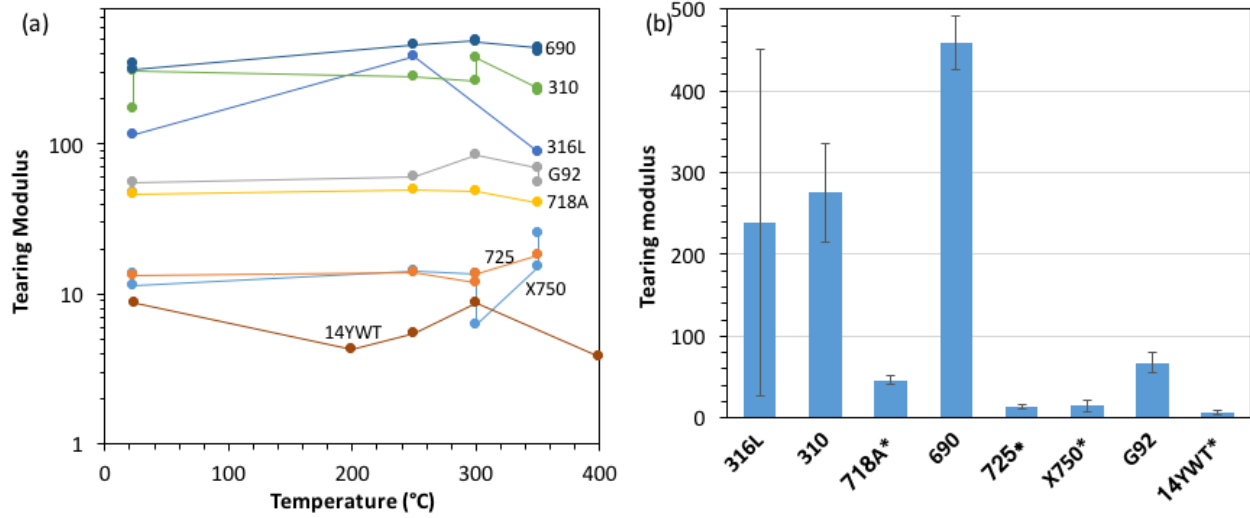 (a)
Tearing Modulus
1000
100
10
1
0
100
200
300
400
Temperature (°C)
690
310
316L
G92
718A
725
X750
14YWT
(b)
Tearing modulus
500
400
300
200
100
0
316L
310
718A*
690
725*
X750*
G92
14YWT*